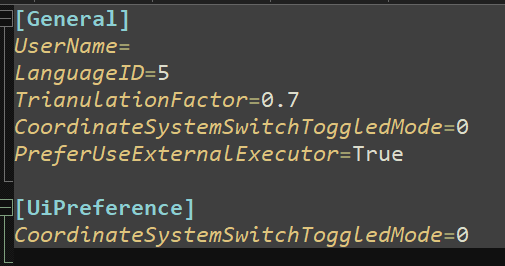 [General]
UserName=
LanguageID=5
TrianulationFactor=0.7
CoordinateSystemSwitchToggledMode=0
PreferUseExternalExecutor=True
[UiPreference]
CoordinateSystemSwitchToggledMode=0